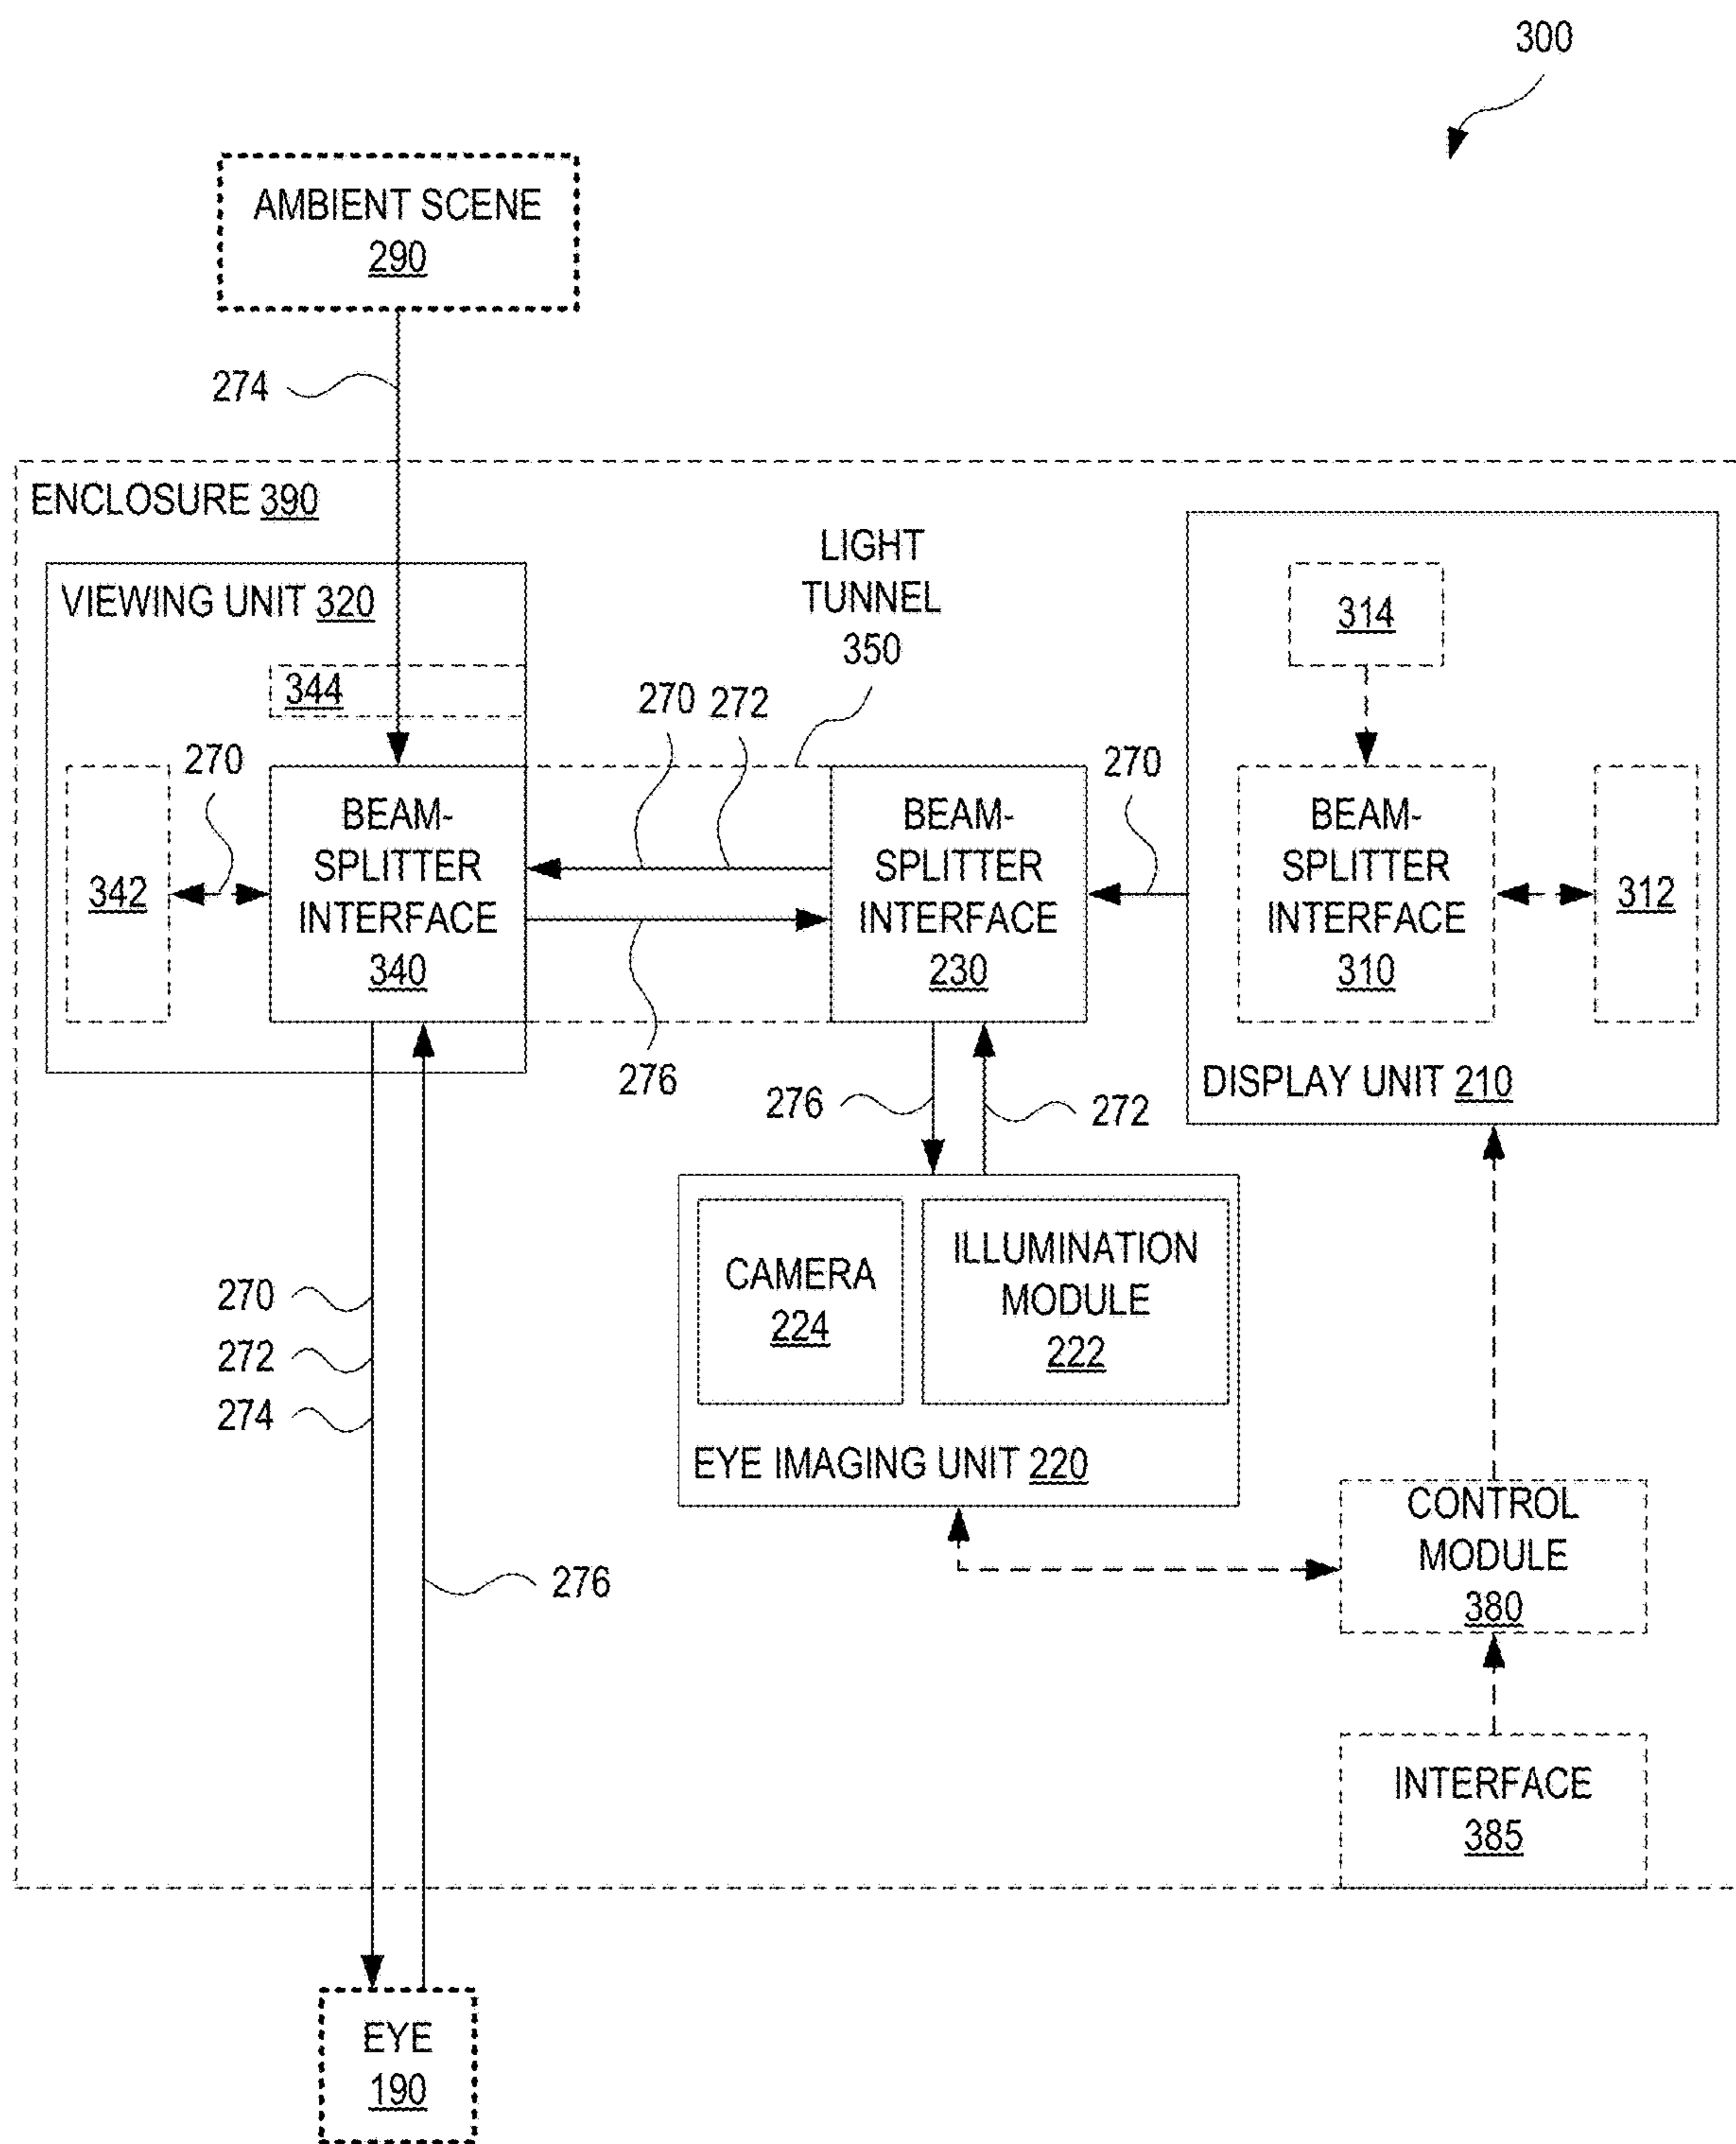 300
AMBIENT SCENE
290
274
ENCLOSURE 390
VIEWING UNIT 320
344
270
342
BEAM-
SPLITTER
INTERFACE
340
LIGHT
TUNNEL
350
270 272
276
BEAM-
SPLITTER
INTERFACE
230
270
314
BEAM-
SPLITTER
INTERFACE
310
312
DISPLAY UNIT 210
276
272
CAMERA
224
ILLUMINATION
MODULE
222
EYE IMAGING UNIT 220
270
272
274
276
CONTROL
MODULE
380
INTERFACE
385
EYE
190